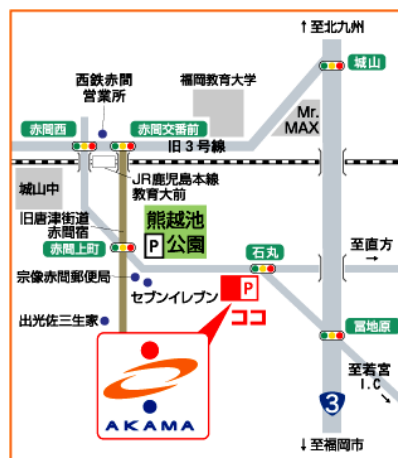 ↑至北九州
城山
西鉄赤間
営業所
福岡教育大学
Mr.
MAX
赤間西
赤間交番前
旧3号線
城山中
JR鹿児島本線
教育大前
旧唐津街道
赤間宿
熊越池
P公園
赤間上町
石丸
至直方
→
宗像赤間郵便局
セブンイレブン
P
ココ
出光佐三生家
冨地原
至若宮
I.C
AKAMA
3
↓至福岡市